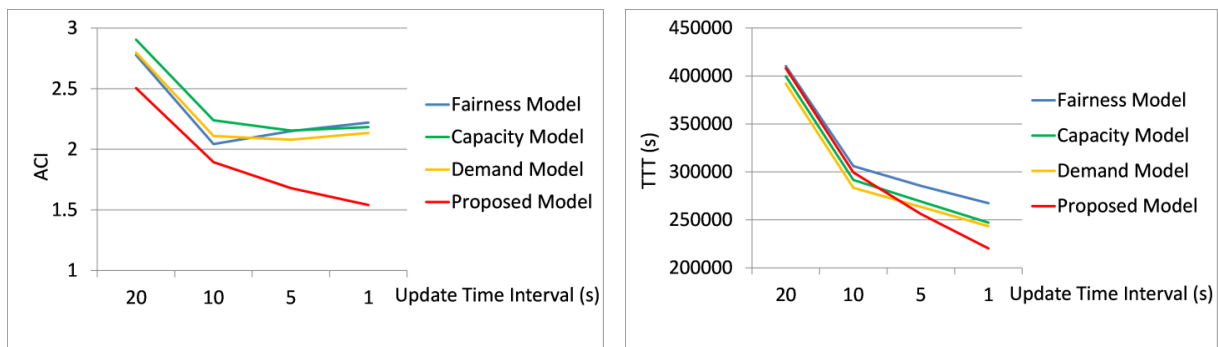 3
2.5
2
1.5
1
ACI
20 10 5 1 Update Time Interval (s)
Fairness Model
Capacity Model
Demand Model
Proposed Model
450000
400000
350000
300000
250000
200000
TTT (s)
20 10 5 1 Update Time Interval (s)
Fairness Model
Capacity Model
Demand Model
Proposed Model